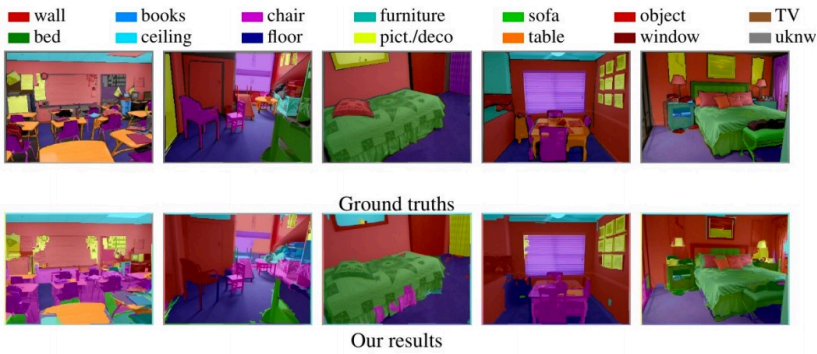 wall books chair furniture sofa object TV
bed ceiling floor pict./deco table window uknw
Ground truths
Our results